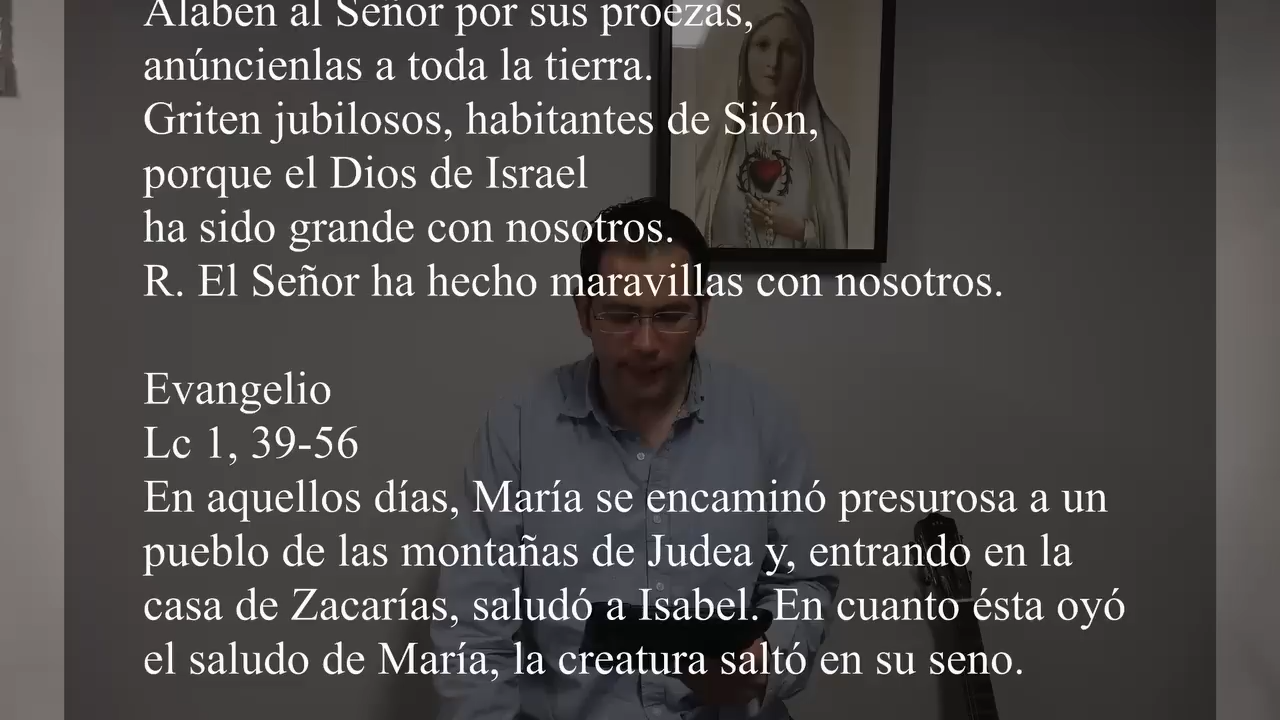 Alaben al Señor por sus proezas,
anúncienlas a toda la tierra.
Griten jubilosos, habitantes de Sión,
porque el Dios de Israel
ha sido grande con nosotros.
R. El Señor ha hecho maravillas con nosotros.
Evangelio
Lc 1, 39-56
En aquellos días, María se encaminó presurosa a un
pueblo de las montañas de Judea y, entrando en la
casa de Zacarías, saludó a Isabel. En cuanto ésta oyó
el saludo de María, la creatura saltó en su seno.